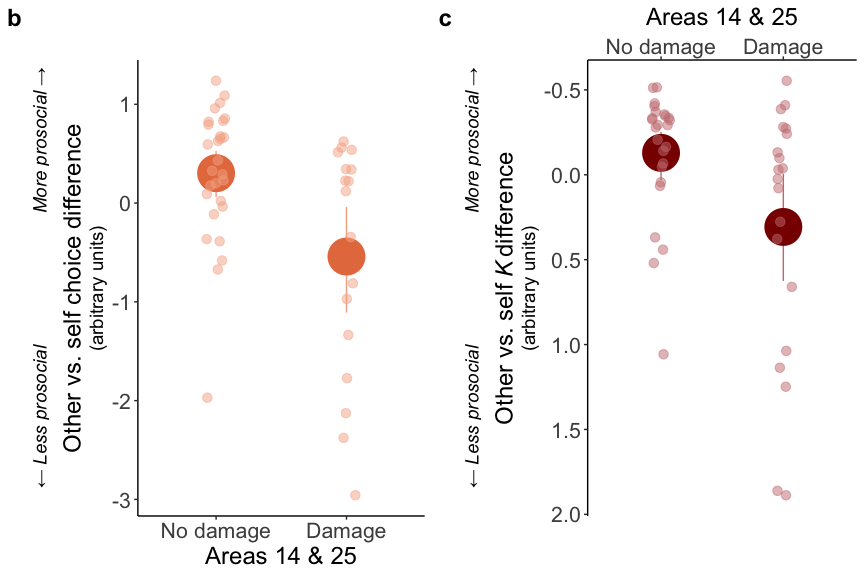 b
More prosocial →
← Less prosocial
Other vs. self choice difference
(arbitrary units)
1
0
-1
-2
-3
No damage
Damage
Areas 14 & 25
c
Areas 14 & 25
No damage
Damage
More prosocial →
← Less prosocial
Other vs. self K difference
(arbitrary units)
-0.5
0.0
0.5
1.0
1.5
2.0